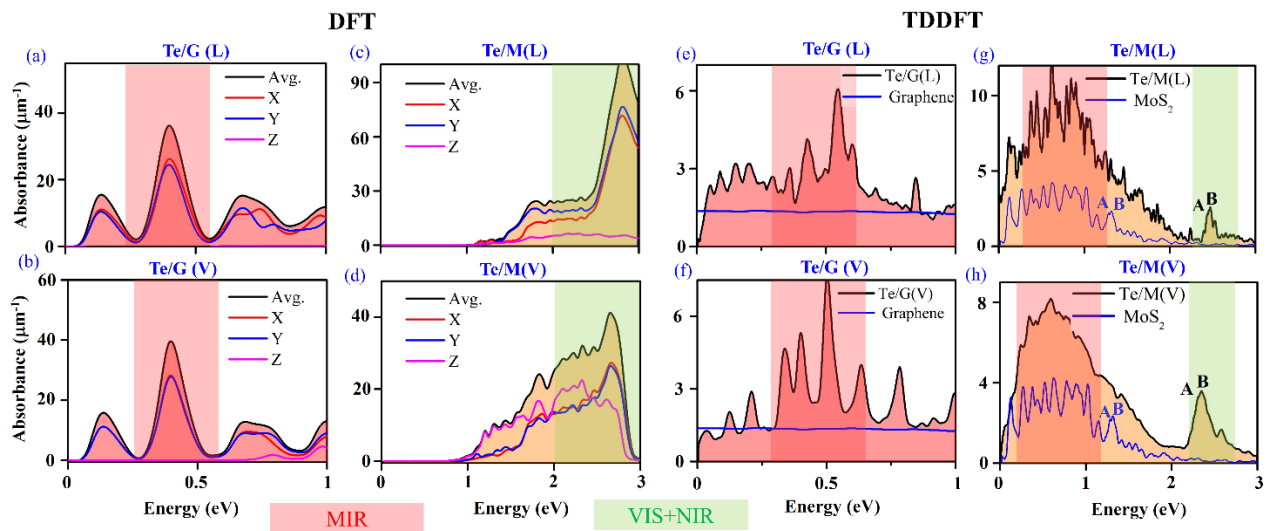 DFT
TDDFT
(a)
Te/G (L)
Avg.
X
Y
Z
Absorbance (µm⁻¹)
40
20
0
(c)
Te/M(L)
Avg.
X
Y
Z
90
60
30
0
(e)
Te/G (L)
Te/G(L)
Graphene
Absorbance (µm⁻¹)
6
3
0
(g)
Te/M(L)
Te/M(L)
MoS₂
A B
A B
10
5
0
(b)
Te/G (V)
Avg.
X
Y
Z
Absorbance (µm⁻¹)
60
40
20
0
0 0.5 1
Energy (eV)
(d)
Te/M(V)
Avg.
X
Y
Z
40
20
0
0 1 2 3
Energy (eV)
(f)
Te/G (V)
Te/G(V)
Graphene
6
3
0
0 0.5 1
Energy (eV)
(h)
Te/M(V)
Te/M(V)
MoS₂
A B
A B
8
4
0
0 1 2 3
Energy (eV)
MIR
VIS+NIR